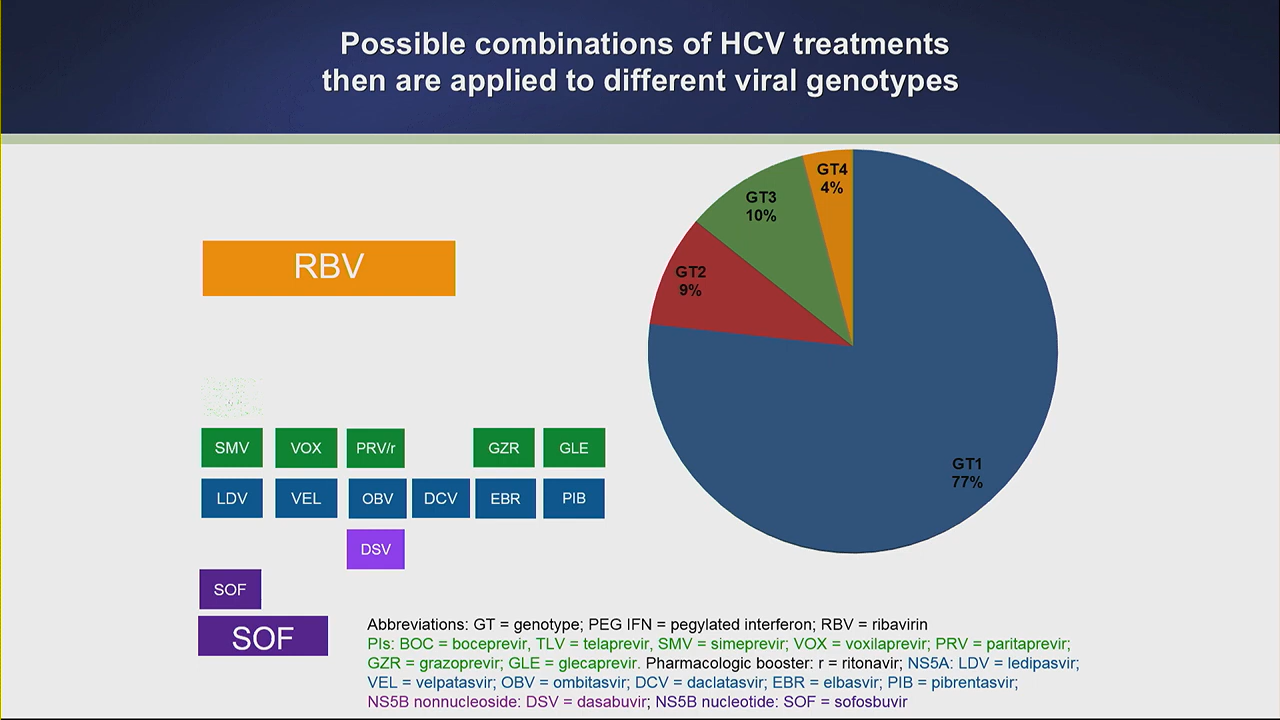 Possible combinations of HCV treatments
then are applied to different viral genotypes
GT4
4%
GT3
10%
GT2
9%
GT1
77%
RBV
SMV VOX PRV/r GZR GLE
LDV VEL OBV DCV EBR PIB
DSV
SOF
SOF
Abbreviations: GT = genotype; PEG IFN = pegylated interferon; RBV = ribavirin
PIs: BOC = boceprevir, TLV = telaprevir, SMV = simeprevir; VOX = voxilaprevir; PRV = paritaprevir;
GZR = grazoprevir; GLE = glecaprevir. Pharmacologic booster: r = ritonavir; NS5A: LDV = ledipasvir;
VEL = velpatasvir; OBV = ombitasvir; DCV = daclatasvir; EBR = elbasvir; PIB = pibrentasvir;
NS5B nonnucleoside: DSV = dasabuvir; NS5B nucleotide: SOF = sofosbuvir